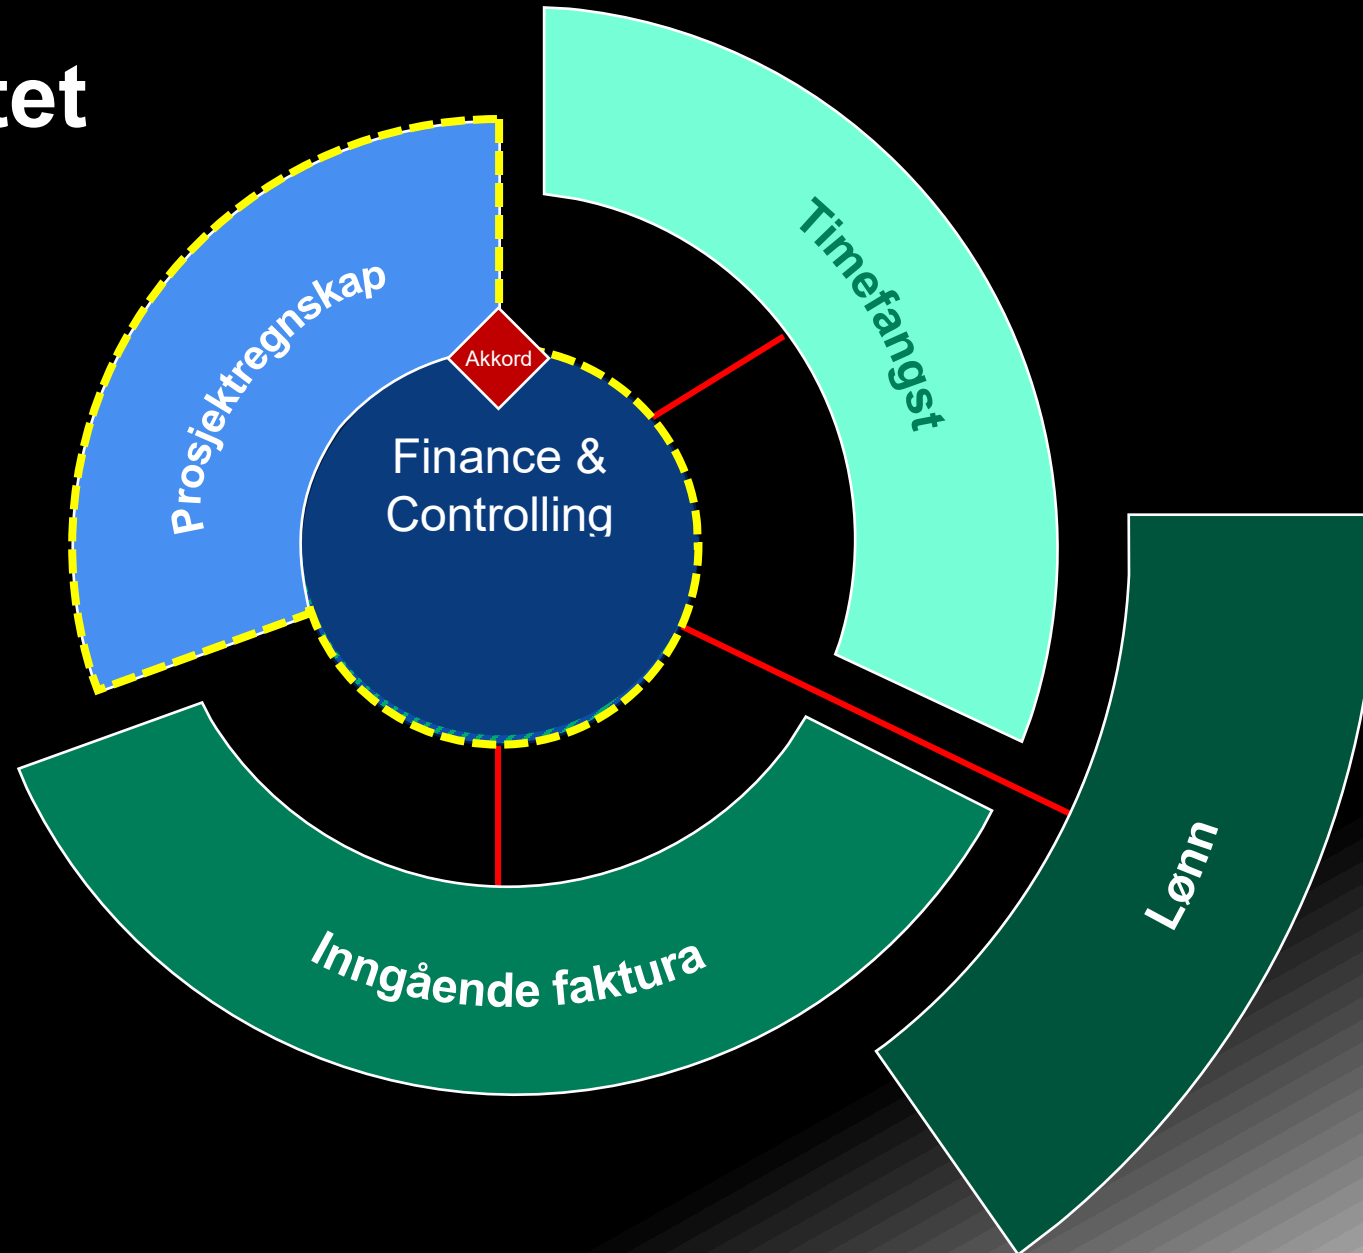 tet
Prosjektregnskap
Timefangst
Akkord
Finance &
Controlling
Lønn
Inngående faktura